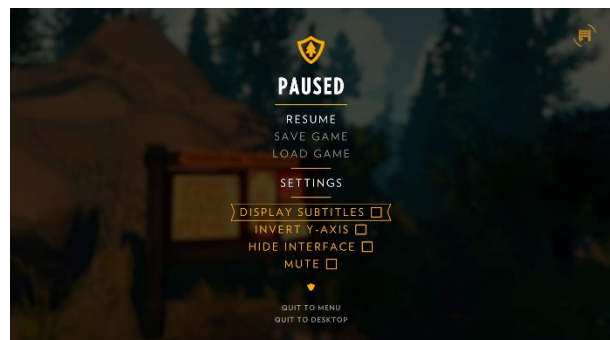 PAUSED
RESUME
SAVE GAME
LOAD GAME
SETTINGS
DISPLAY SUBTITLES
INVERT Y-AXIS
HIDE INTERFACE
MUTE
QUIT TO MENU
QUIT TO DESKTOP